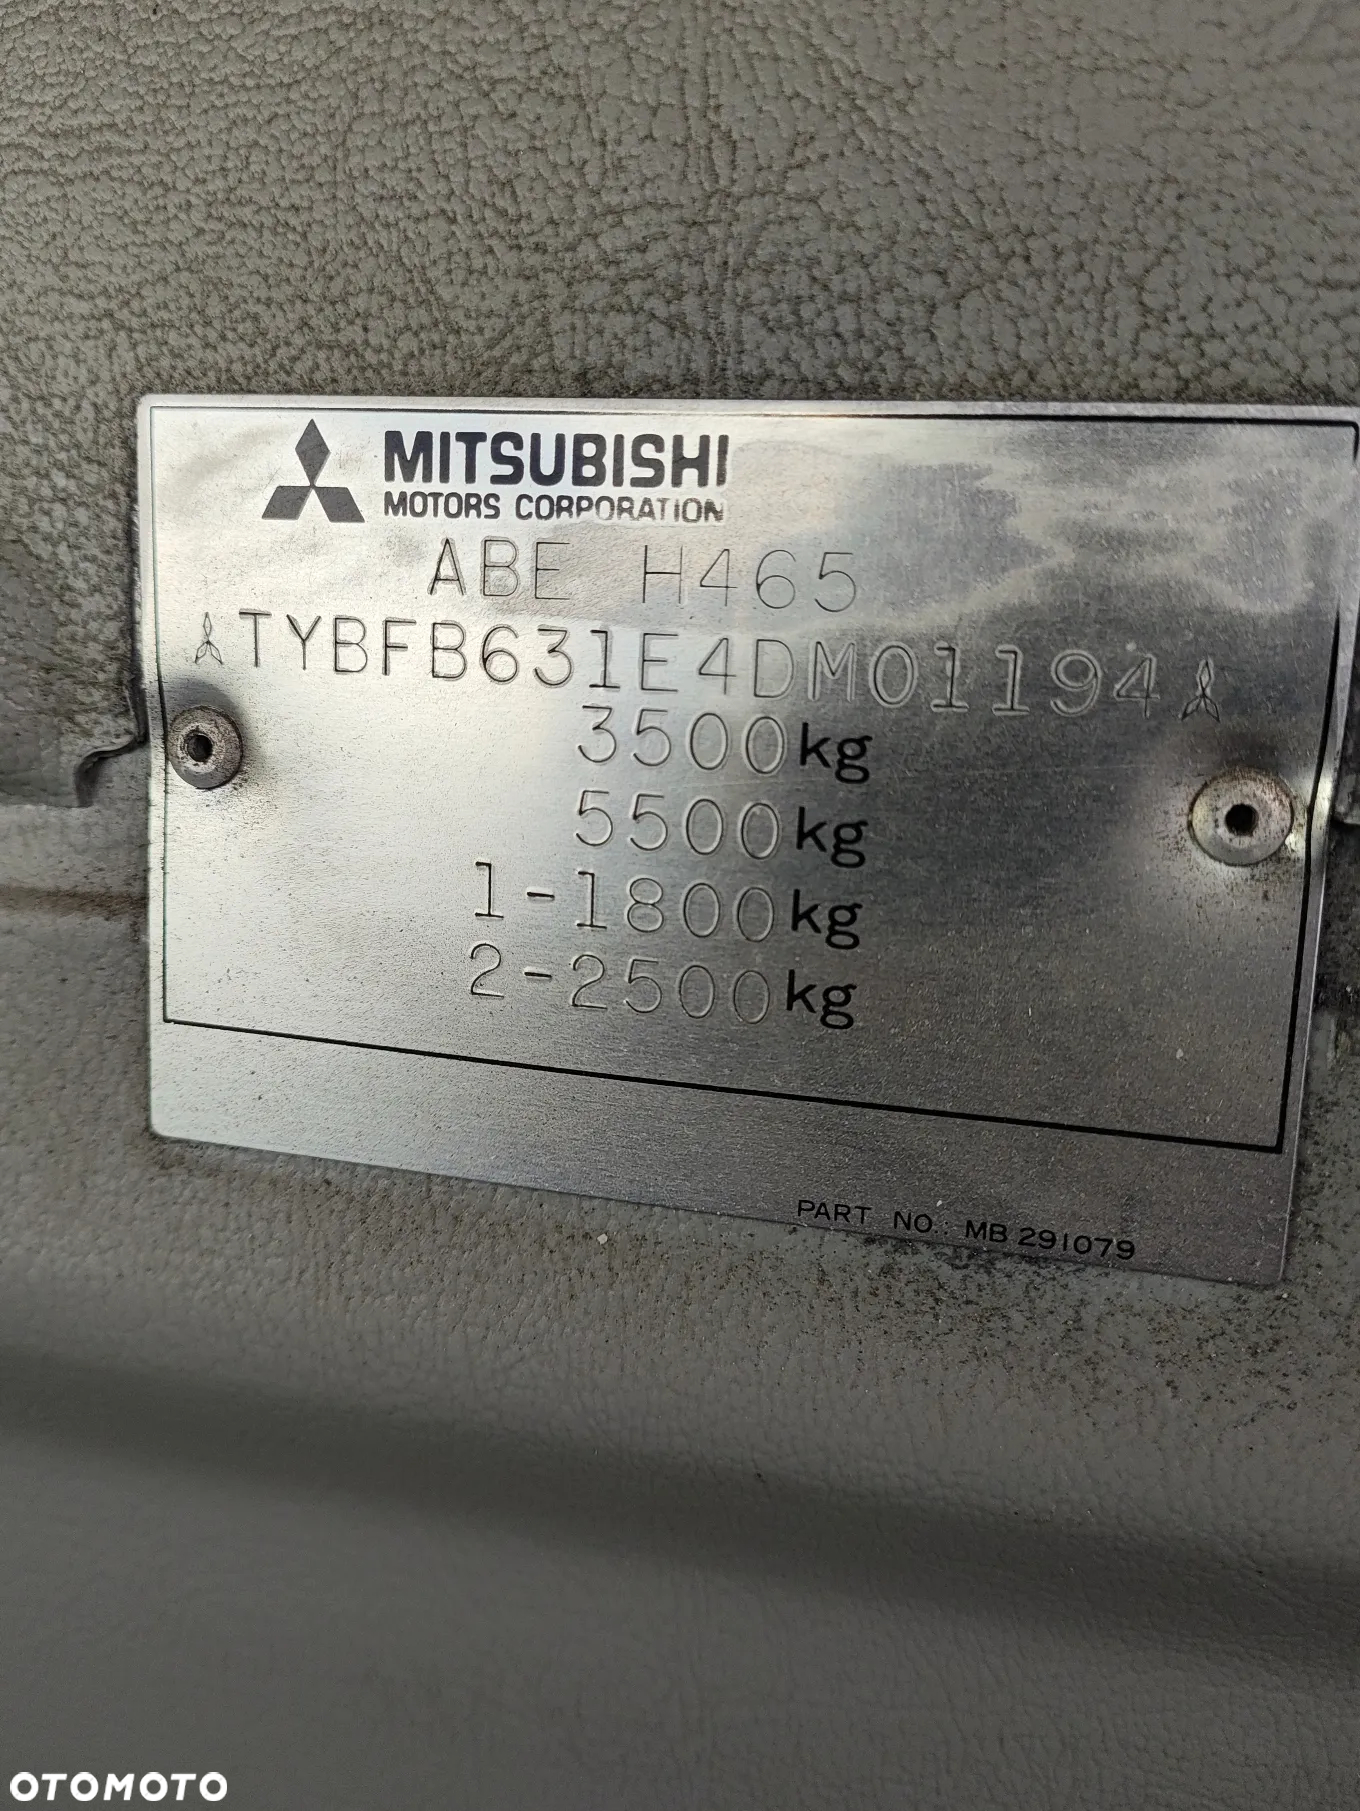 MITSUBISHI
MOTORS CORPORATION
ABE H465
TYBFB631E4DM01194
3500kg
5500kg
1-1800kg
2-2500kg
PART NO.: MB 291079
OTOMOTO